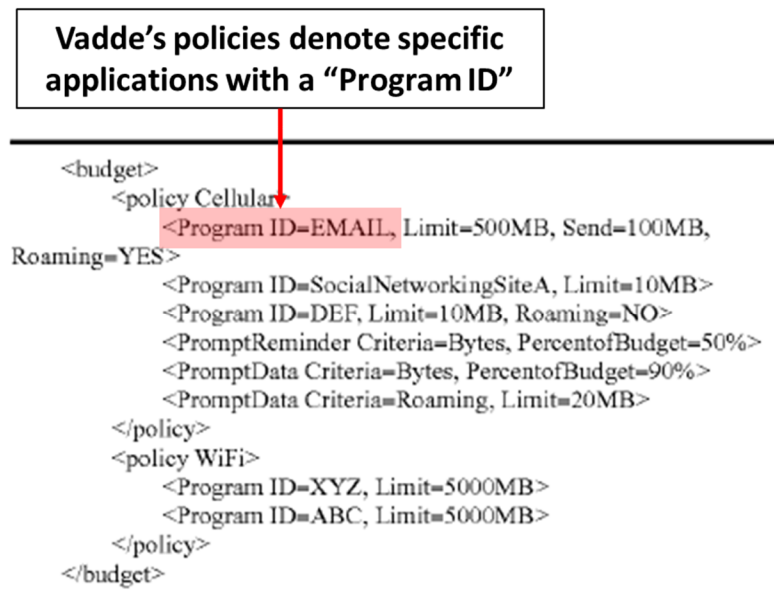 Vadde's policies denote specific
applications with a “Program ID”
<budget>
<policy Cellular>
<Program ID=EMAIL, Limit=500MB, Send=100MB,
Roaming=YES>
<Program ID=SocialNetworkingSiteA, Limit=10MB>
<Program ID=DEF, Limit=10MB, Roaming=NO>
<PromptReminder Criteria=Bytes, PercentofBudget=50%>
<PromptData Criteria=Bytes, PercentofBudget=90%>
<PromptData Criteria=Roaming, Limit=20MB>
</policy>
<policy WiFi>
<Program ID=XYZ, Limit=5000MB>
<Program ID=ABC, Limit=5000MB>
</policy>
</budget>